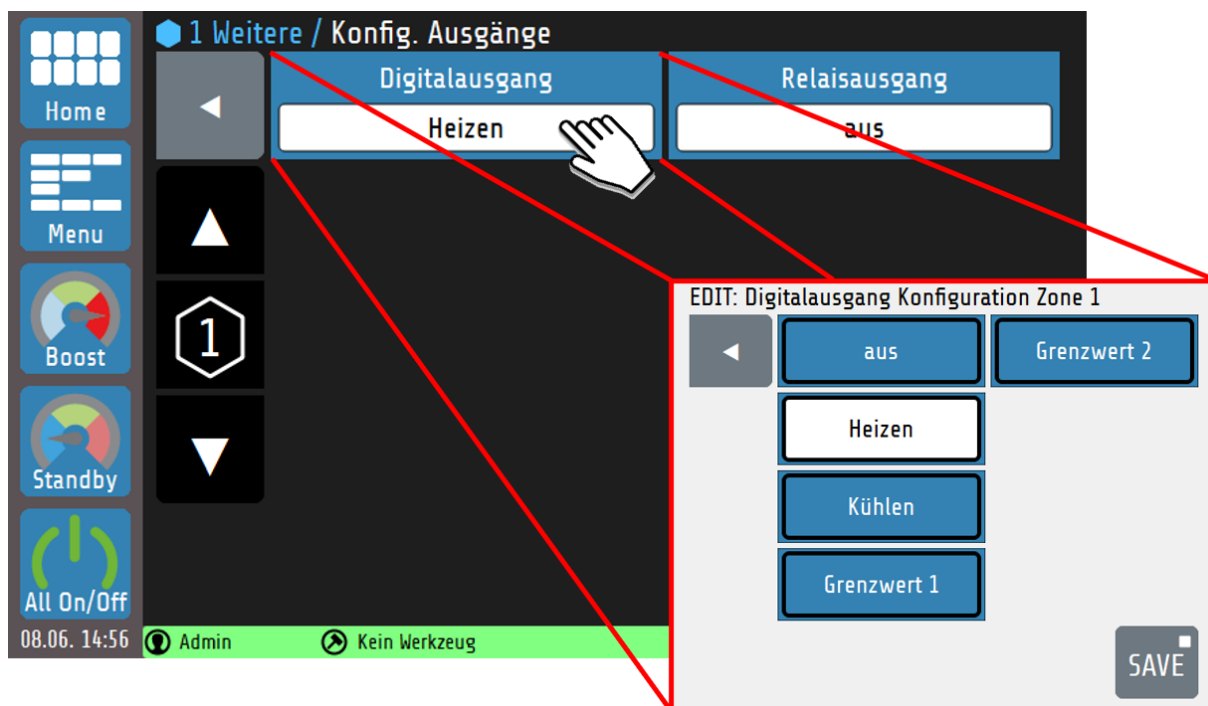 Home
Menu
Boost
Standby
All On/Off
08.06. 14:56
1 Weitere / Konfig. Ausgänge
Digitalausgang
Heizen
Relaisausgang
aus
1
Admin
Kein Werkzeug
EDIT: Digitalausgang Konfiguration Zone 1
aus
Grenzwert 2
Heizen
Kühlen
Grenzwert 1
SAVE